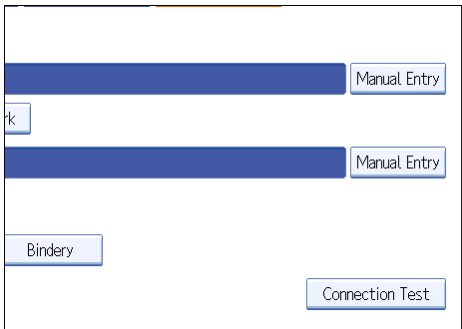 Manual Entry
rk
Manual Entry
Bindery
Connection Test